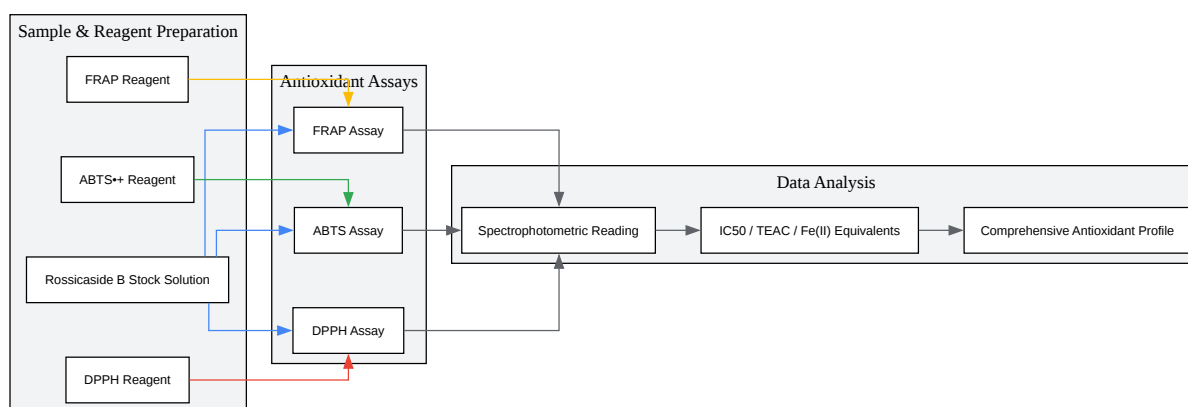 Sample & Reagent Preparation
FRAP Reagent
ABTS•+ Reagent
Rossicaside B Stock Solution
DPPH Reagent
Antioxidant Assays
FRAP Assay
ABTS Assay
DPPH Assay
Data Analysis
Spectrophotometric Reading
IC50 / TEAC / Fe(II) Equivalents
Comprehensive Antioxidant Profile